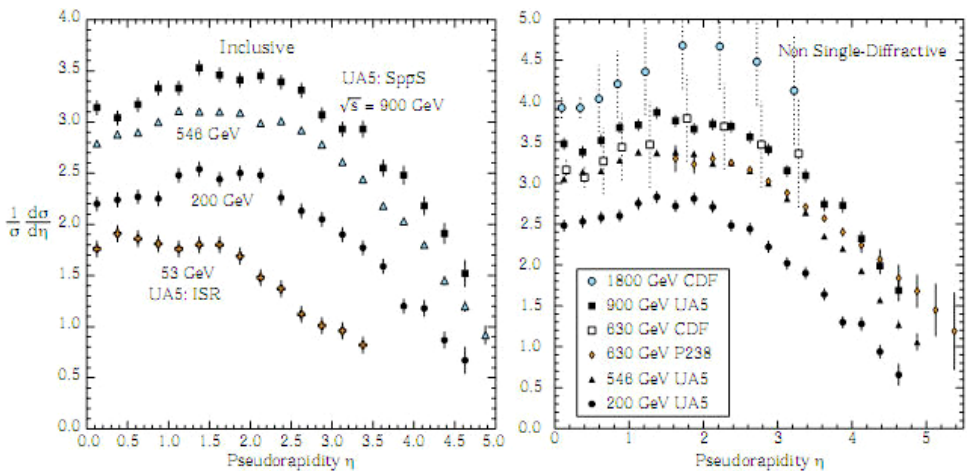 4.0
3.5
3.0
2.5
2.0
1.5
1.0
0.5
0.0
1 dσ
σ dη
Inclusive
UA5: Spp̄S
√s = 900 GeV
546 GeV
200 GeV
53 GeV
UA5: ISR
0.0 0.5 1.0 1.5 2.0 2.5 3.0 3.5 4.0 4.5 5.0
Pseudorapidity η
5.0
4.5
4.0
3.5
3.0
2.5
2.0
1.5
1.0
0.5
0.0
Non Single-Diffractive
1800 GeV CDF
900 GeV UA5
630 GeV CDF
630 GeV P238
546 GeV UA5
200 GeV UA5
0 1 2 3 4 5
Pseudorapidity η